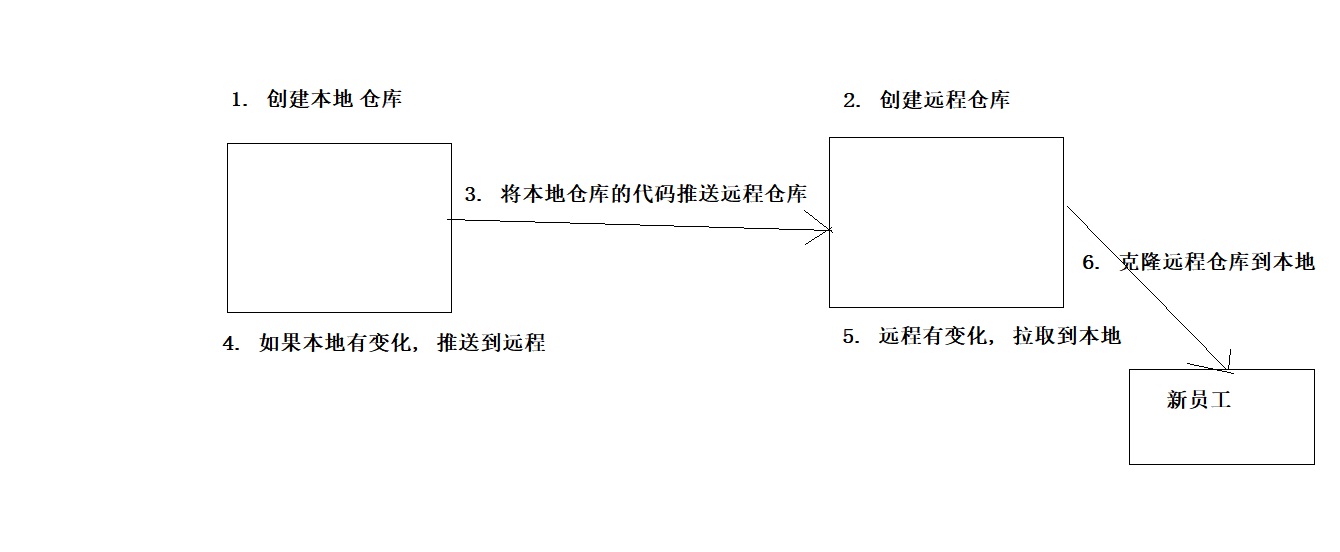 1. 创建本地 仓库
2. 创建远程仓库
3. 将本地仓库的代码推送远程仓库
6. 克隆远程仓库到本地
4. 如果本地有变化, 推送到远程
5. 远程有变化, 拉取到本地
新员工